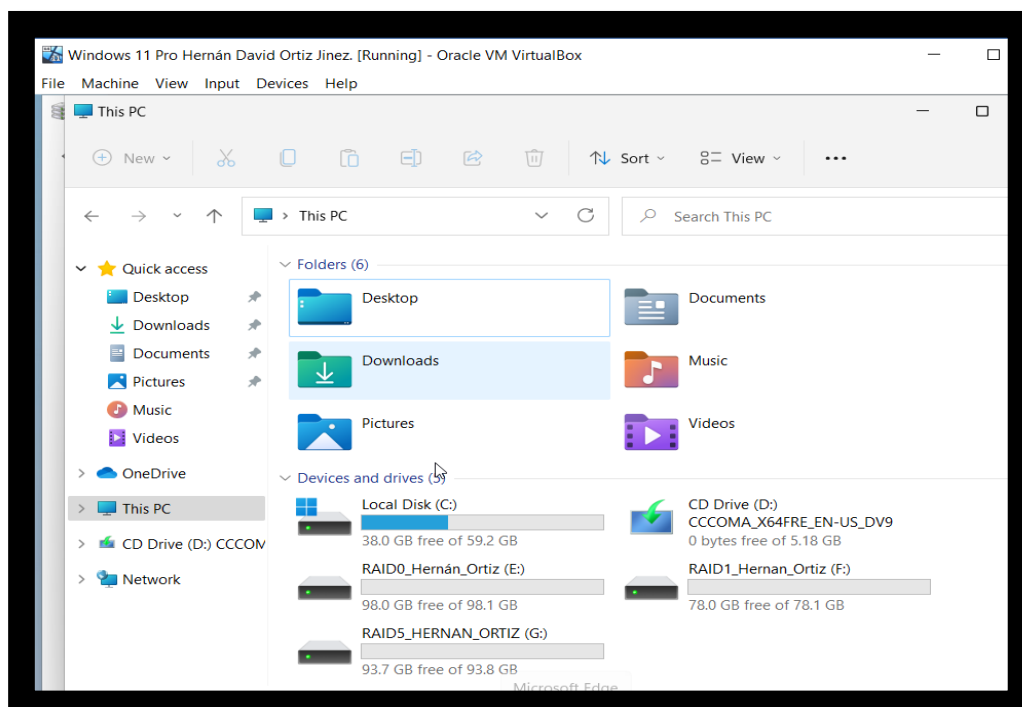 Windows 11 Pro Hernán David Ortiz Jinez. [Running] - Oracle VM VirtualBox
File Machine View Input Devices Help
This PC
New Sort View
This PC Search This PC
Quick access
Desktop
Downloads
Documents
Pictures
Music
Videos
OneDrive
This PC
CD Drive (D:) CCCOM
Network
Folders (6)
Desktop Documents
Downloads Music
Pictures Videos
Devices and drives (5)
Local Disk (C:)
38.0 GB free of 59.2 GB
CD Drive (D:)
CCCOMA_X64FRE_EN-US_DV9
0 bytes free of 5.18 GB
RAID0_Hernán_Ortiz (E:)
98.0 GB free of 98.1 GB
RAID1_Hernan_Ortiz (F:)
78.0 GB free of 78.1 GB
RAID5_HERNAN_ORTIZ (G:)
93.7 GB free of 93.8 GB
Microsoft Edge